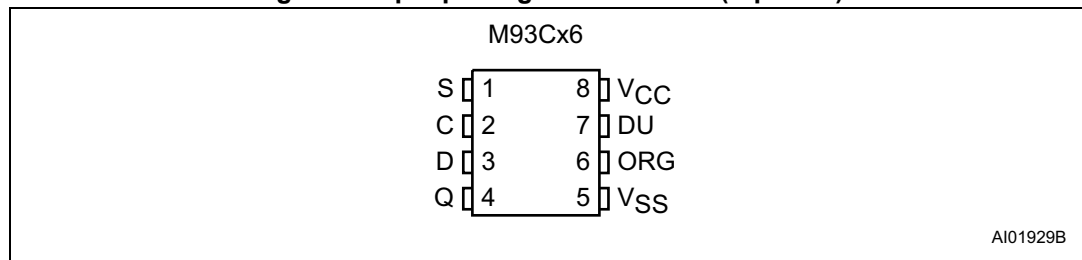 M93Cx6
S 1 8 VCC
C 2 7 DU
D 3 6 ORG
Q 4 5 VSS
AI01929B